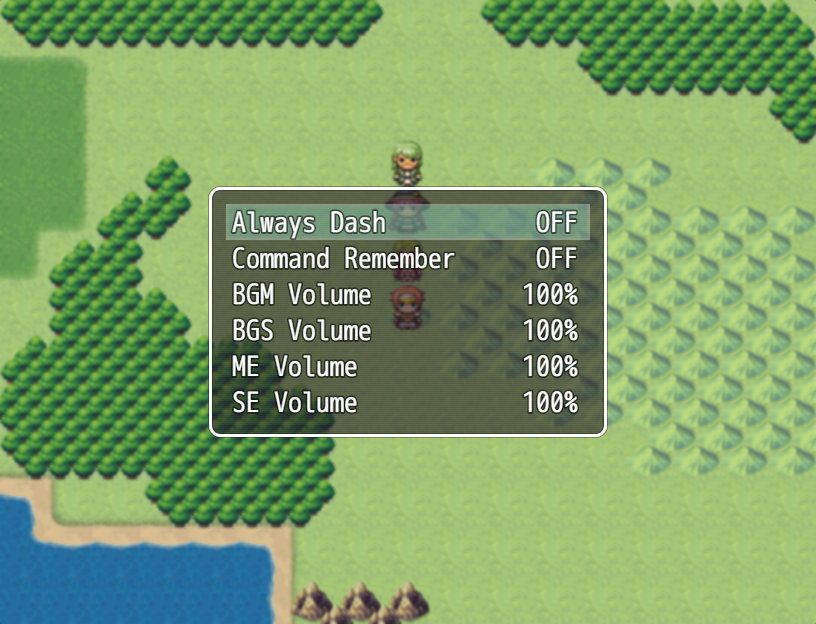 Always Dash OFF
Command Remember OFF
BGM Volume 100%
BGS Volume 100%
ME Volume 100%
SE Volume 100%